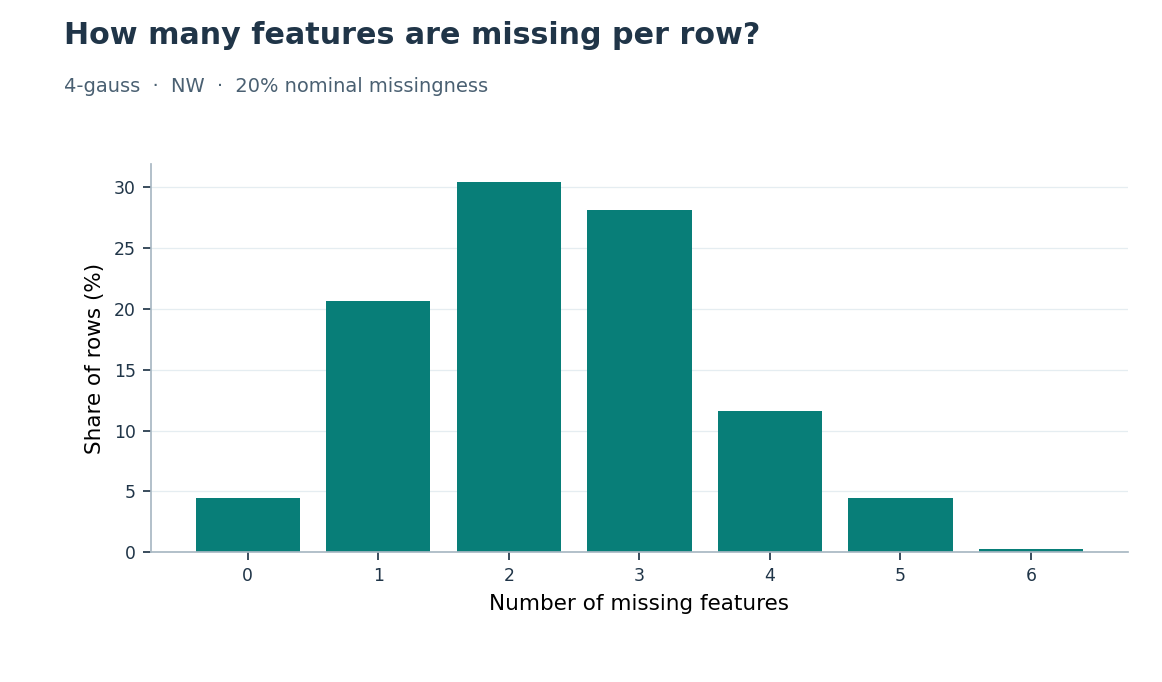 How many features are missing per row?
4-gauss · NW · 20% nominal missingness
30
25
20
15
10
5
0
Share of rows (%)
0 1 2 3 4 5 6
Number of missing features